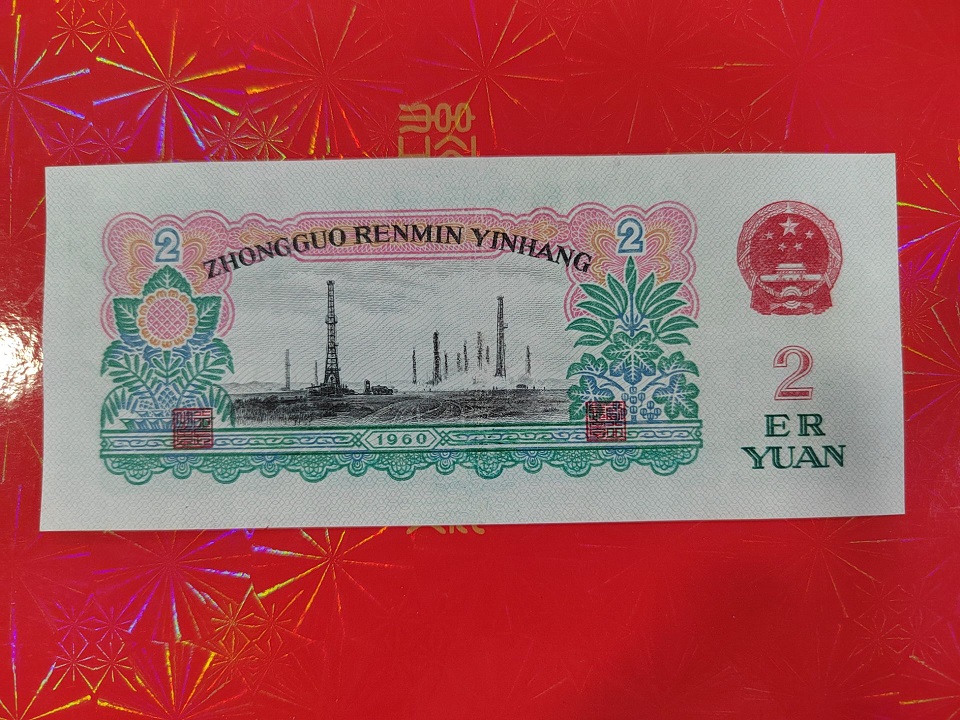 2
2
ZHONGGUO RENMIN YINHANG
2
ER
YUAN
1960